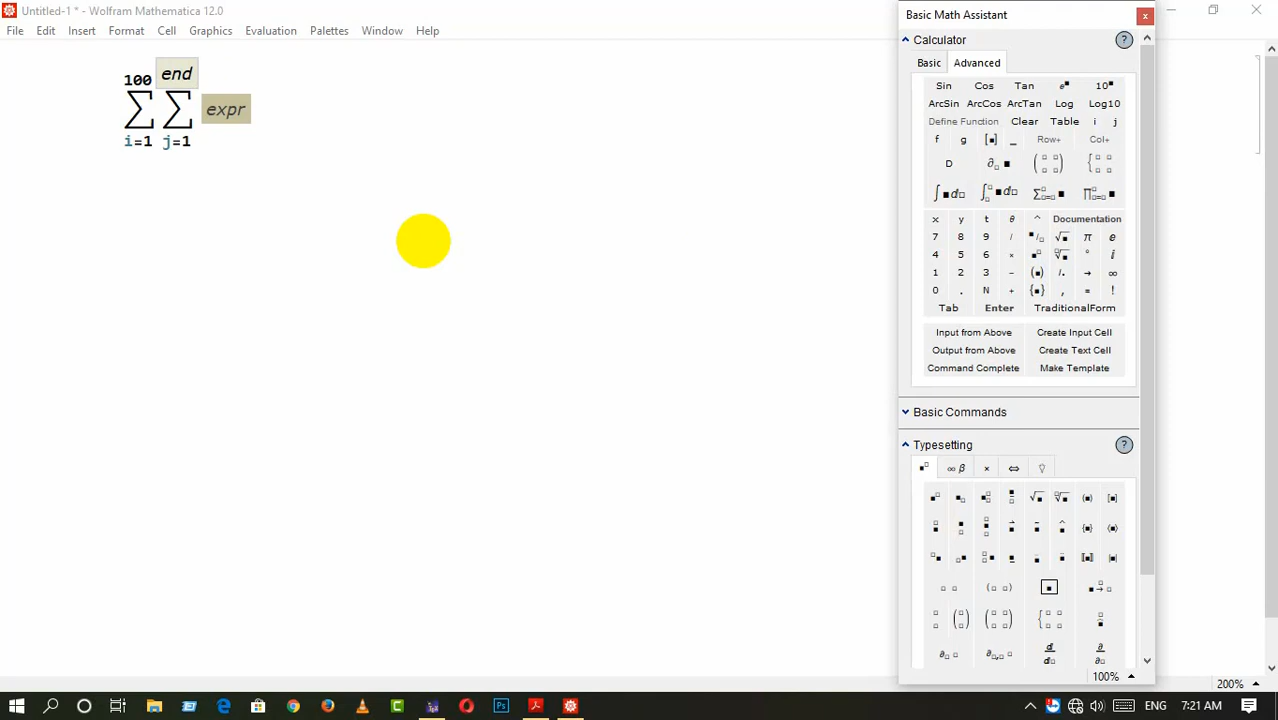 Untitled-1 * - Wolfram Mathematica 12.0
File Edit Insert Format Cell Graphics Evaluation Palettes Window Help
100 end
∑ ∑ expr
i=1 j=1
Basic Math Assistant x
Calculator ?
Basic Advanced
Sin Cos Tan e■ 10■
ArcSin ArcCos ArcTan Log Log10
Define Function Clear Table i j
f g [■] _ Row+ Col+
D ∂□ ■
∫■d□ ∫■d□ ∑□=□ ■ ∏□=□ ■
x y t θ ^ Documentation
7 8 9 / ■/□ √■ π e
4 5 6 × ■□ √■ ° i
1 2 3 − (■) /. → ∞
0 . N + {■} , = !
Tab Enter TraditionalForm
Input from Above Create Input Cell
Output from Above Create Text Cell
Command Complete Make Template
Basic Commands
Typesetting ?
∞ β × ⇔
d ∂
∂□ □ ∂□,□ □ d□ ∂□
100%
200%
Ps
ENG 7:21 AM